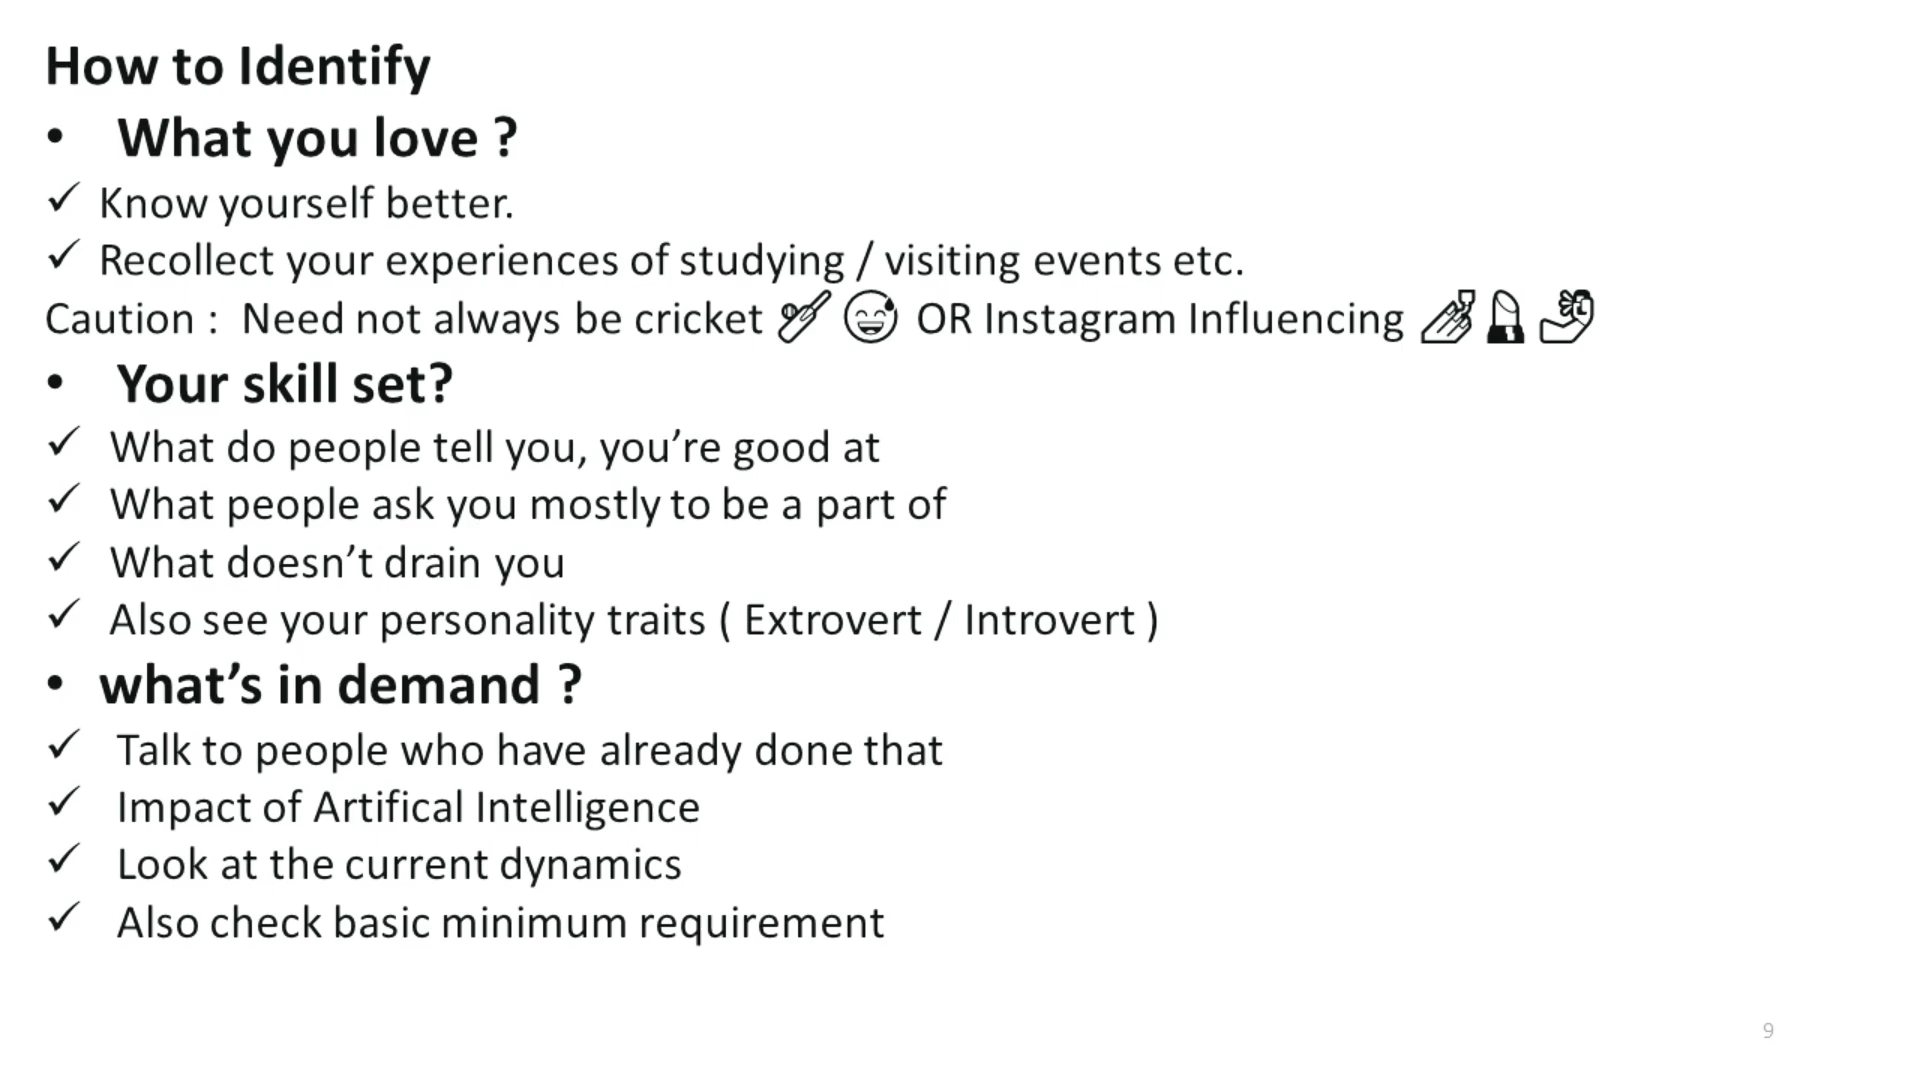 How to Identify
• What you love ?
✓ Know yourself better.
✓ Recollect your experiences of studying / visiting events etc.
Caution : Need not always be cricket 🏏 😅 OR Instagram Influencing 💅 💄 🤳
• Your skill set?
✓ What do people tell you, you’re good at
✓ What people ask you mostly to be a part of
✓ What doesn’t drain you
✓ Also see your personality traits ( Extrovert / Introvert )
• what’s in demand ?
✓ Talk to people who have already done that
✓ Impact of Artifical Intelligence
✓ Look at the current dynamics
✓ Also check basic minimum requirement
9